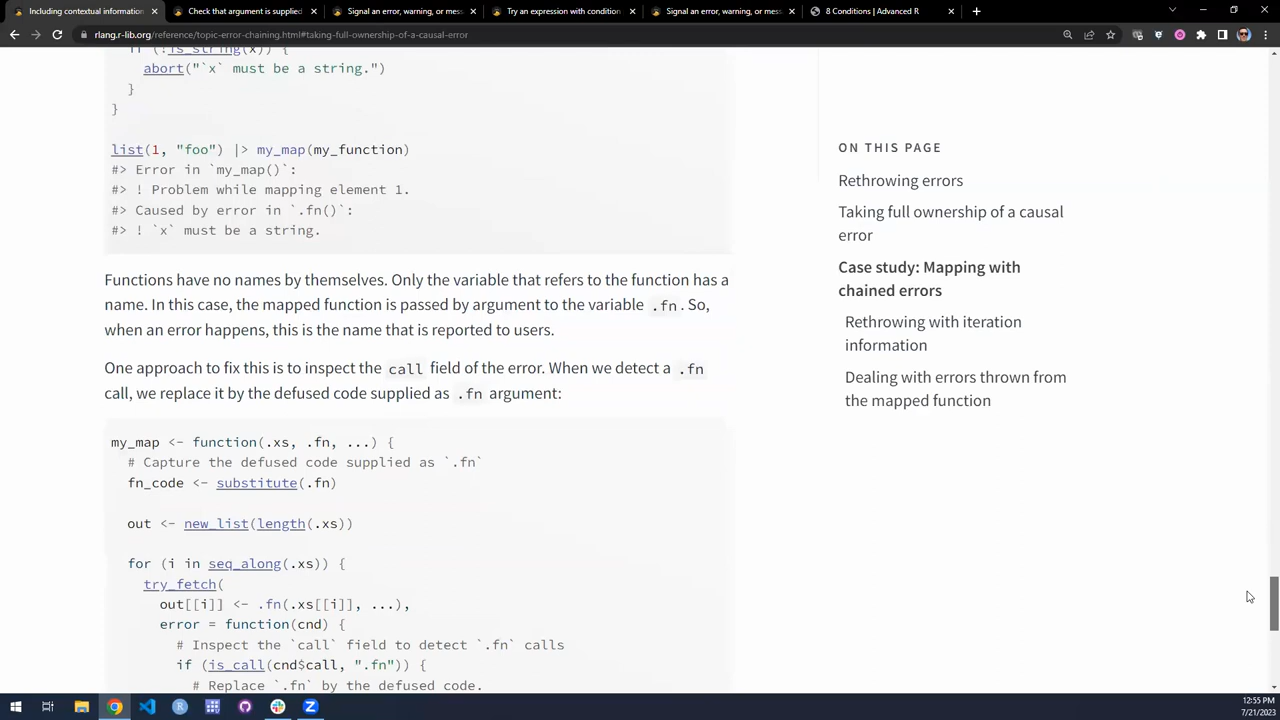 Including contextual information
Check that argument is supplied
Signal an error, warning, or mess
Try an expression with condition
Signal an error, warning, or mess
8 Conditions | Advanced R
rlang.r-lib.org/reference/topic-error-chaining.html#taking-full-ownership-of-a-causal-error
if (!is_string(x)) {
abort("`x` must be a string.")
}
}
list(1, "foo") |> my_map(my_function)
#> Error in `my_map()`:
#> ! Problem while mapping element 1.
#> Caused by error in `.fn()`:
#> ! `x` must be a string.
Functions have no names by themselves. Only the variable that refers to the function has a
name. In this case, the mapped function is passed by argument to the variable .fn. So,
when an error happens, this is the name that is reported to users.
One approach to fix this is to inspect the call field of the error. When we detect a .fn
call, we replace it by the defused code supplied as .fn argument:
my_map <- function(.xs, .fn, ...) {
# Capture the defused code supplied as `.fn`
fn_code <- substitute(.fn)
out <- new_list(length(.xs))
for (i in seq_along(.xs)) {
try_fetch(
out[[i]] <- .fn(.xs[[i]], ...),
error = function(cnd) {
# Inspect the `call` field to detect `.fn` calls
if (is_call(cnd$call, ".fn")) {
# Replace `.fn` by the defused code.
ON THIS PAGE
Rethrowing errors
Taking full ownership of a causal
error
Case study: Mapping with
chained errors
Rethrowing with iteration
information
Dealing with errors thrown from
the mapped function
12:55 PM
7/21/2023